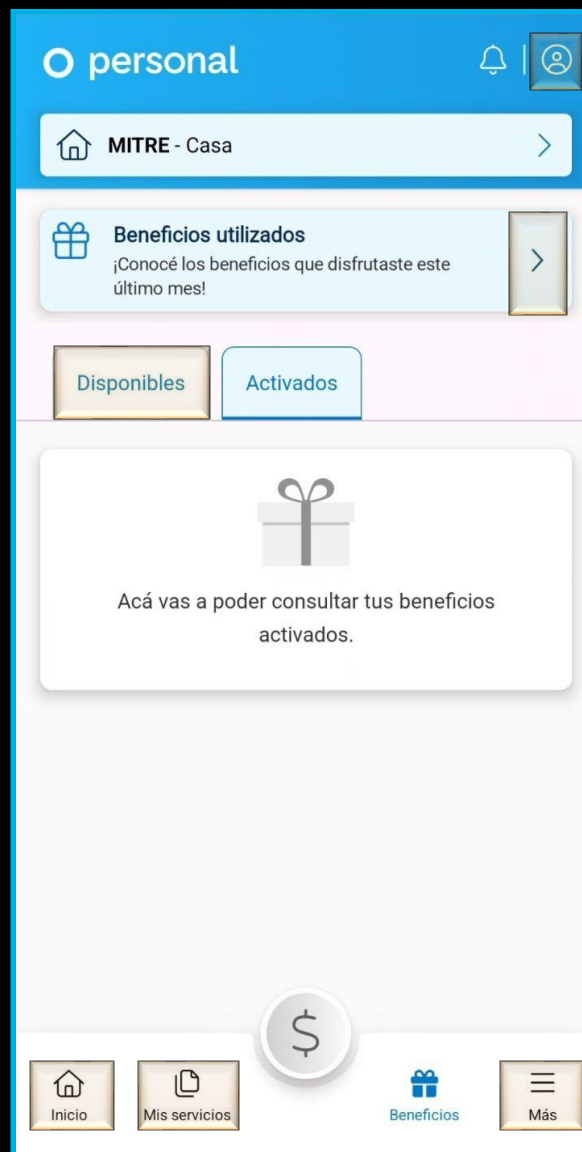 personal
MITRE - Casa
Beneficios utilizados
¡Conocé los beneficios que disfrutaste este
último mes!
Disponibles
Activados
Acá vas a poder consultar tus beneficios
activados.
$
Inicio
Mis servicios
Beneficios
Más